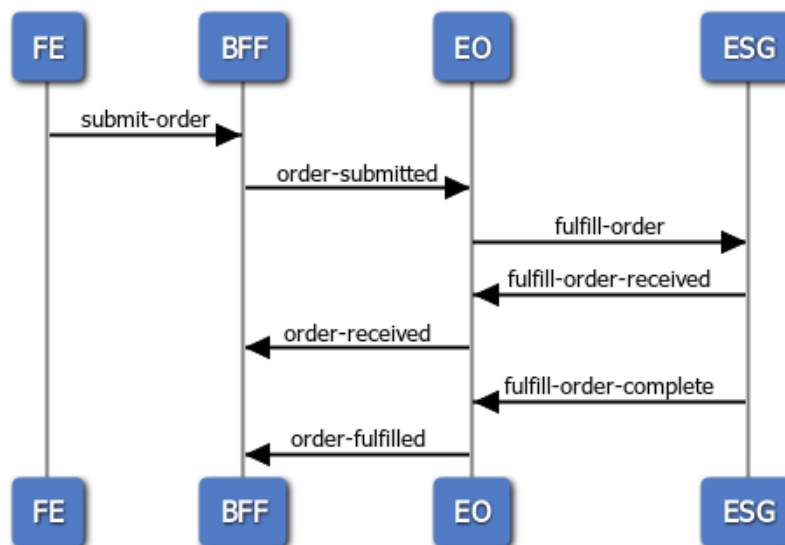 FE BFF EO ESG
submit-order
order-submitted
fulfill-order
fulfill-order-received
order-received
fulfill-order-complete
order-fulfilled
FE BFF EO ESG